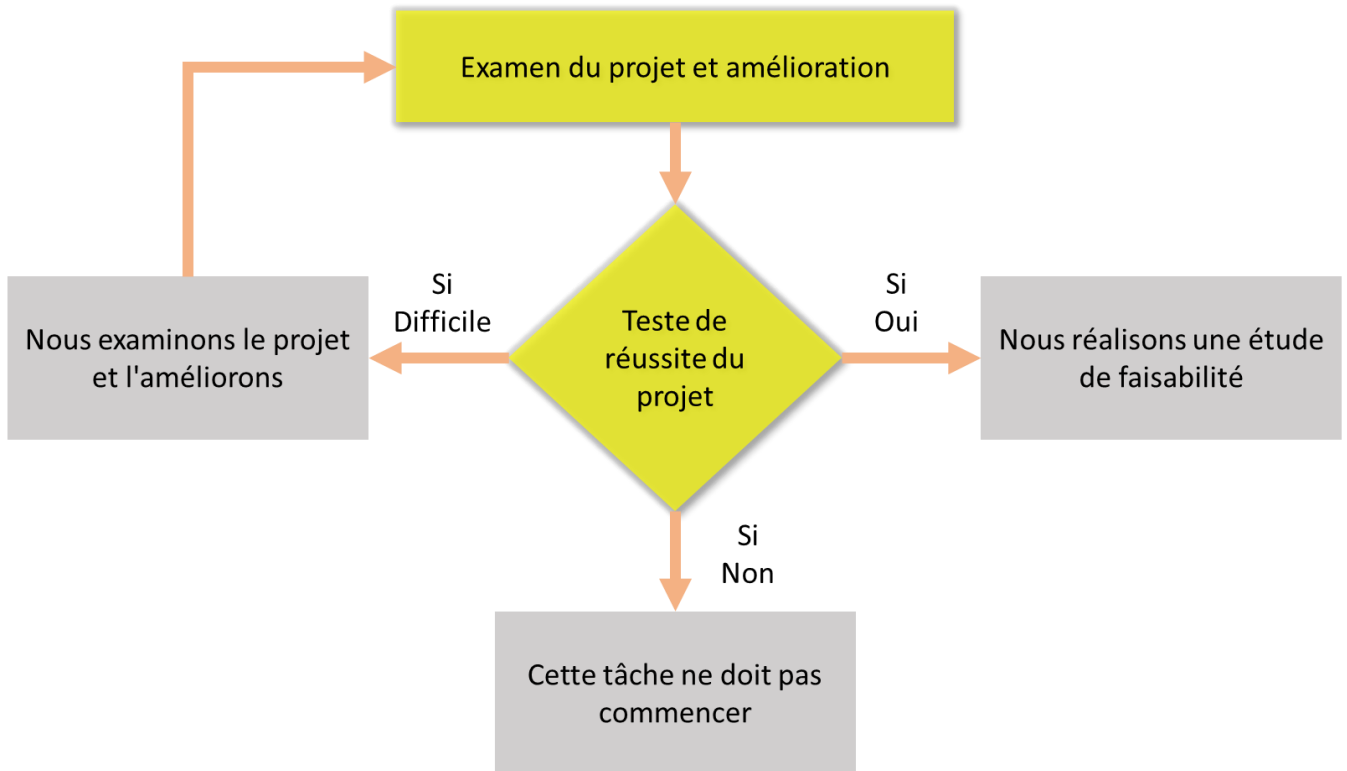 Examen du projet et amélioration
Si
Difficile
Si
Oui
Teste de
réussite du
projet
Nous examinons le projet
et l'améliorons
Nous réalisons une étude
de faisabilité
Si
Non
Cette tâche ne doit pas
commencer